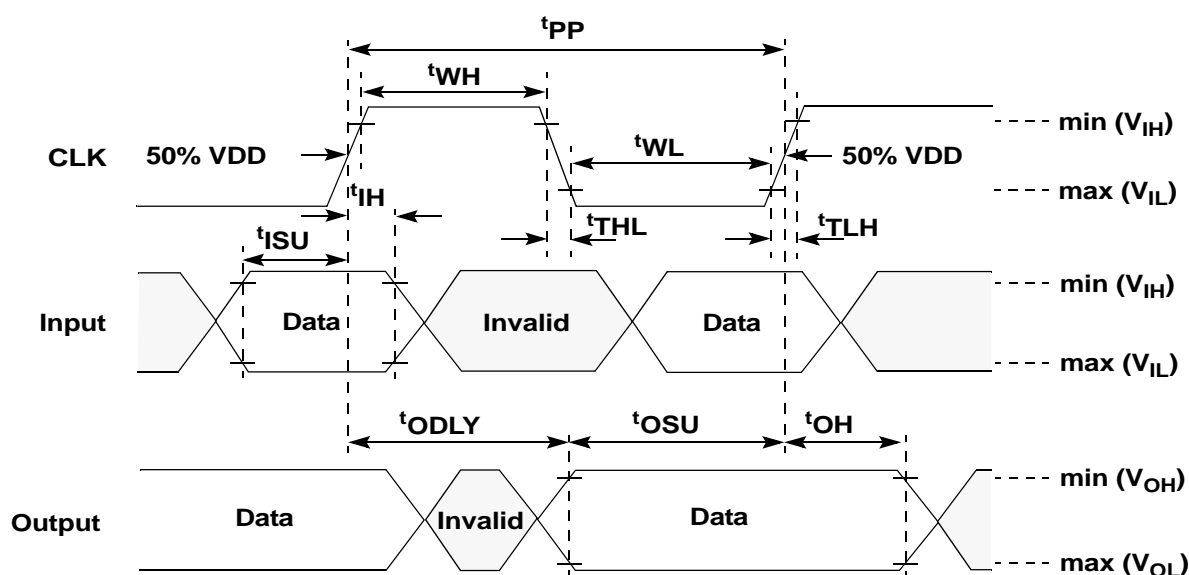 tPP
tWH
min (VIH)
CLK
50% VDD
tWL
50% VDD
max (VIL)
tIH
tTHL
tTLH
tISU
min (VIH)
Input
Data
Invalid
Data
max (VIL)
tODLY
tOSU
tOH
min (VOH)
Output
Data
Invalid
Data
max (VOL)